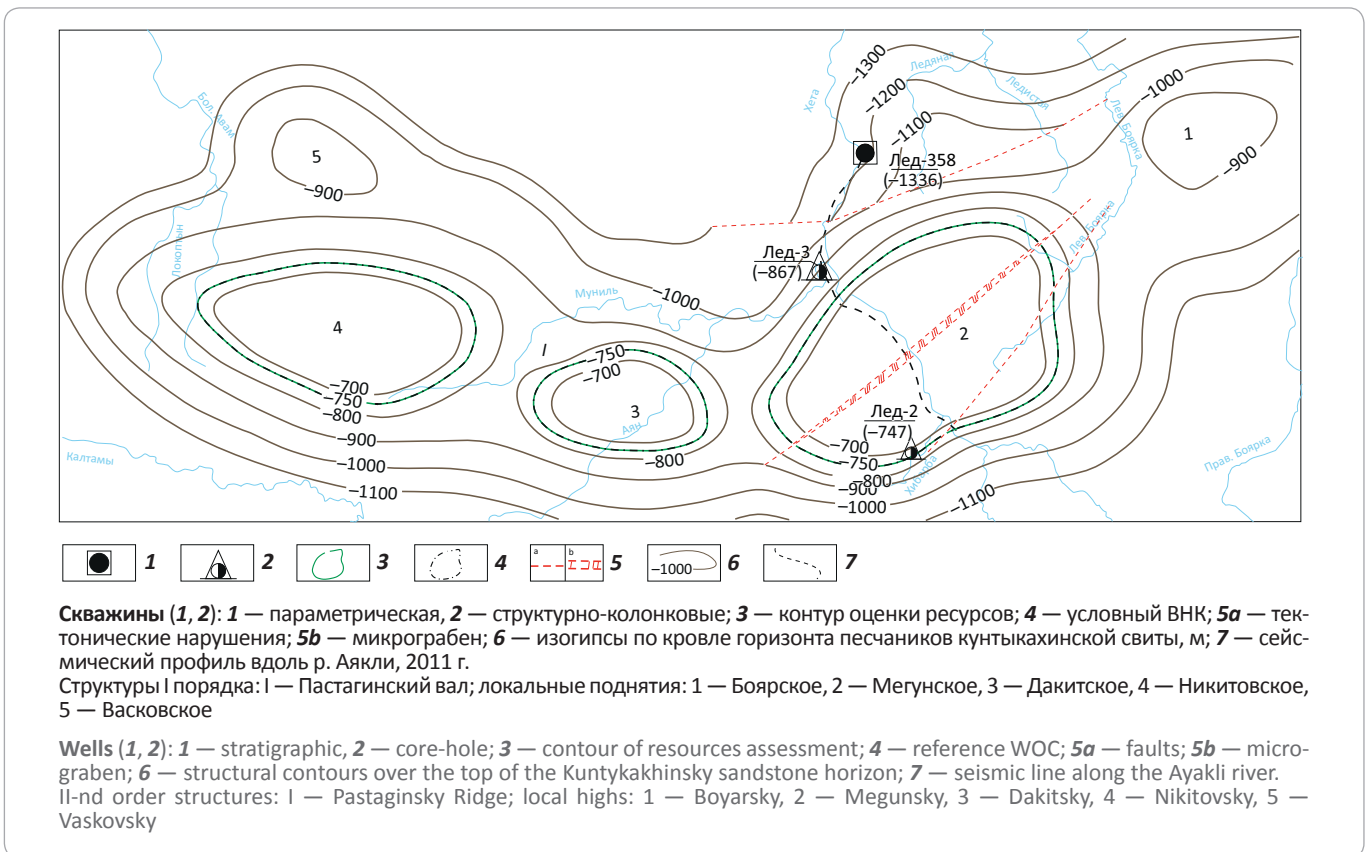 –1300
Ледяная
–1000
Хета
–1200
Ледистая
Бол. Авам
–1100
Лев. Боярка
1
5
Лед-358
(–1336)
–900
–900
Лев. Боярка
Локоптын
Лед-3
(–867)
Муниль
–1000
4
2
I
–750
–700
–700
–750
–800
3
Лед-2
(–747)
Аян
–900
–700
–750
–800
Калтамы
–1000
–800
Прав. Боярка
–900
–1100
–1000
–1100
1
2
3
4
a
b
5
–1000
6
7
Скважины (1, 2): 1 — параметрическая, 2 — структурно-колонковые; 3 — контур оценки ресурсов; 4 — условный ВНК; 5a — тек-
тонические нарушения; 5b — микрограбен; 6 — изогипсы по кровле горизонта песчаников кунтыкахинской свиты, м; 7 — сейс-
мический профиль вдоль р. Аякли, 2011 г.
Структуры I порядка: I — Пастагинский вал; локальные поднятия: 1 — Боярское, 2 — Мегунское, 3 — Дакитское, 4 — Никитовское,
5 — Васковское
Wells (1, 2): 1 — stratigraphic, 2 — core-hole; 3 — contour of resources assessment; 4 — reference WOC; 5a — faults; 5b — micro-
graben; 6 — structural contours over the top of the Kuntykakhinsky sandstone horizon; 7 — seismic line along the Ayakli river.
II-nd order structures: I — Pastaginsky Ridge; local highs: 1 — Boyarsky, 2 — Megunsky, 3 — Dakitsky, 4 — Nikitovsky, 5 —
Vaskovsky